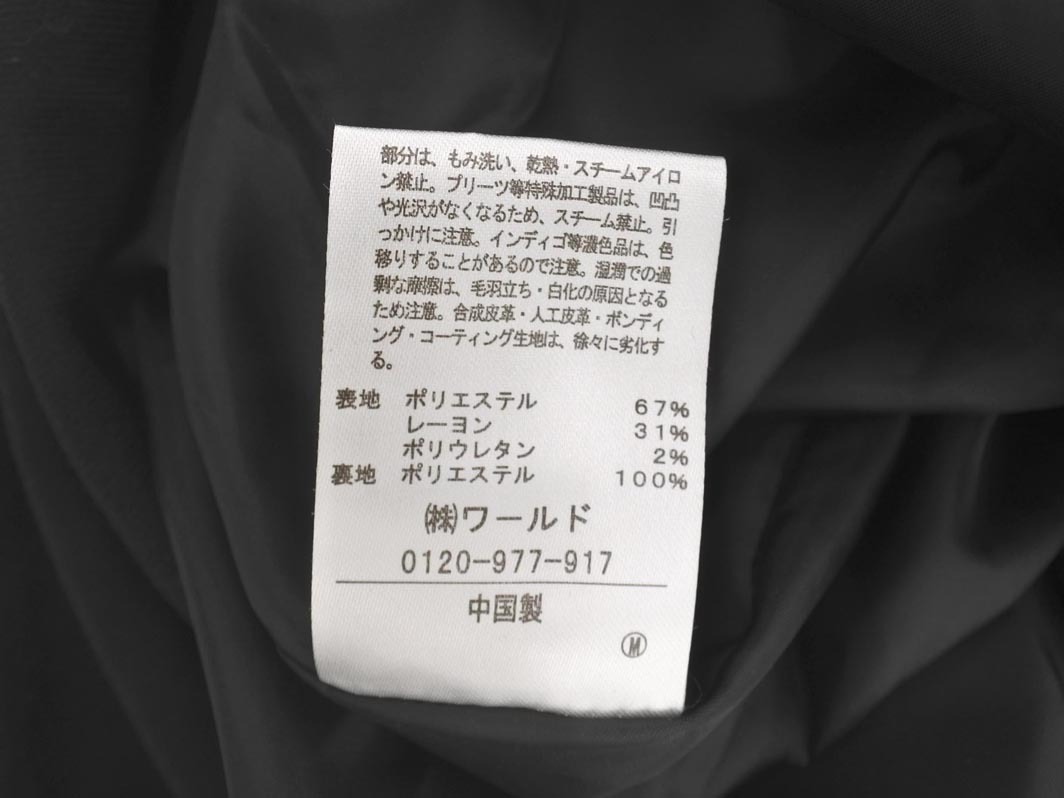 部分は、もみ洗い、乾熱・スチームアイロ
ン禁止。プリーツ等特殊加工製品は、凹凸
や光沢がなくなるため、スチーム禁止。引
っかけに注意。インディゴ等濃色品は、色
移りすることがあるので注意。湿潤での過
剰な摩擦は、毛羽立ち・白化の原因となる
ため注意。合成皮革・人工皮革・ボンディ
ング・コーティング生地は、徐々に劣化す
る。
表地 ポリエステル 67%
レーヨン 31%
ポリウレタン 2%
裏地 ポリエステル 100%
㈱ワールド
0120-977-917
中国製
Ⓜ